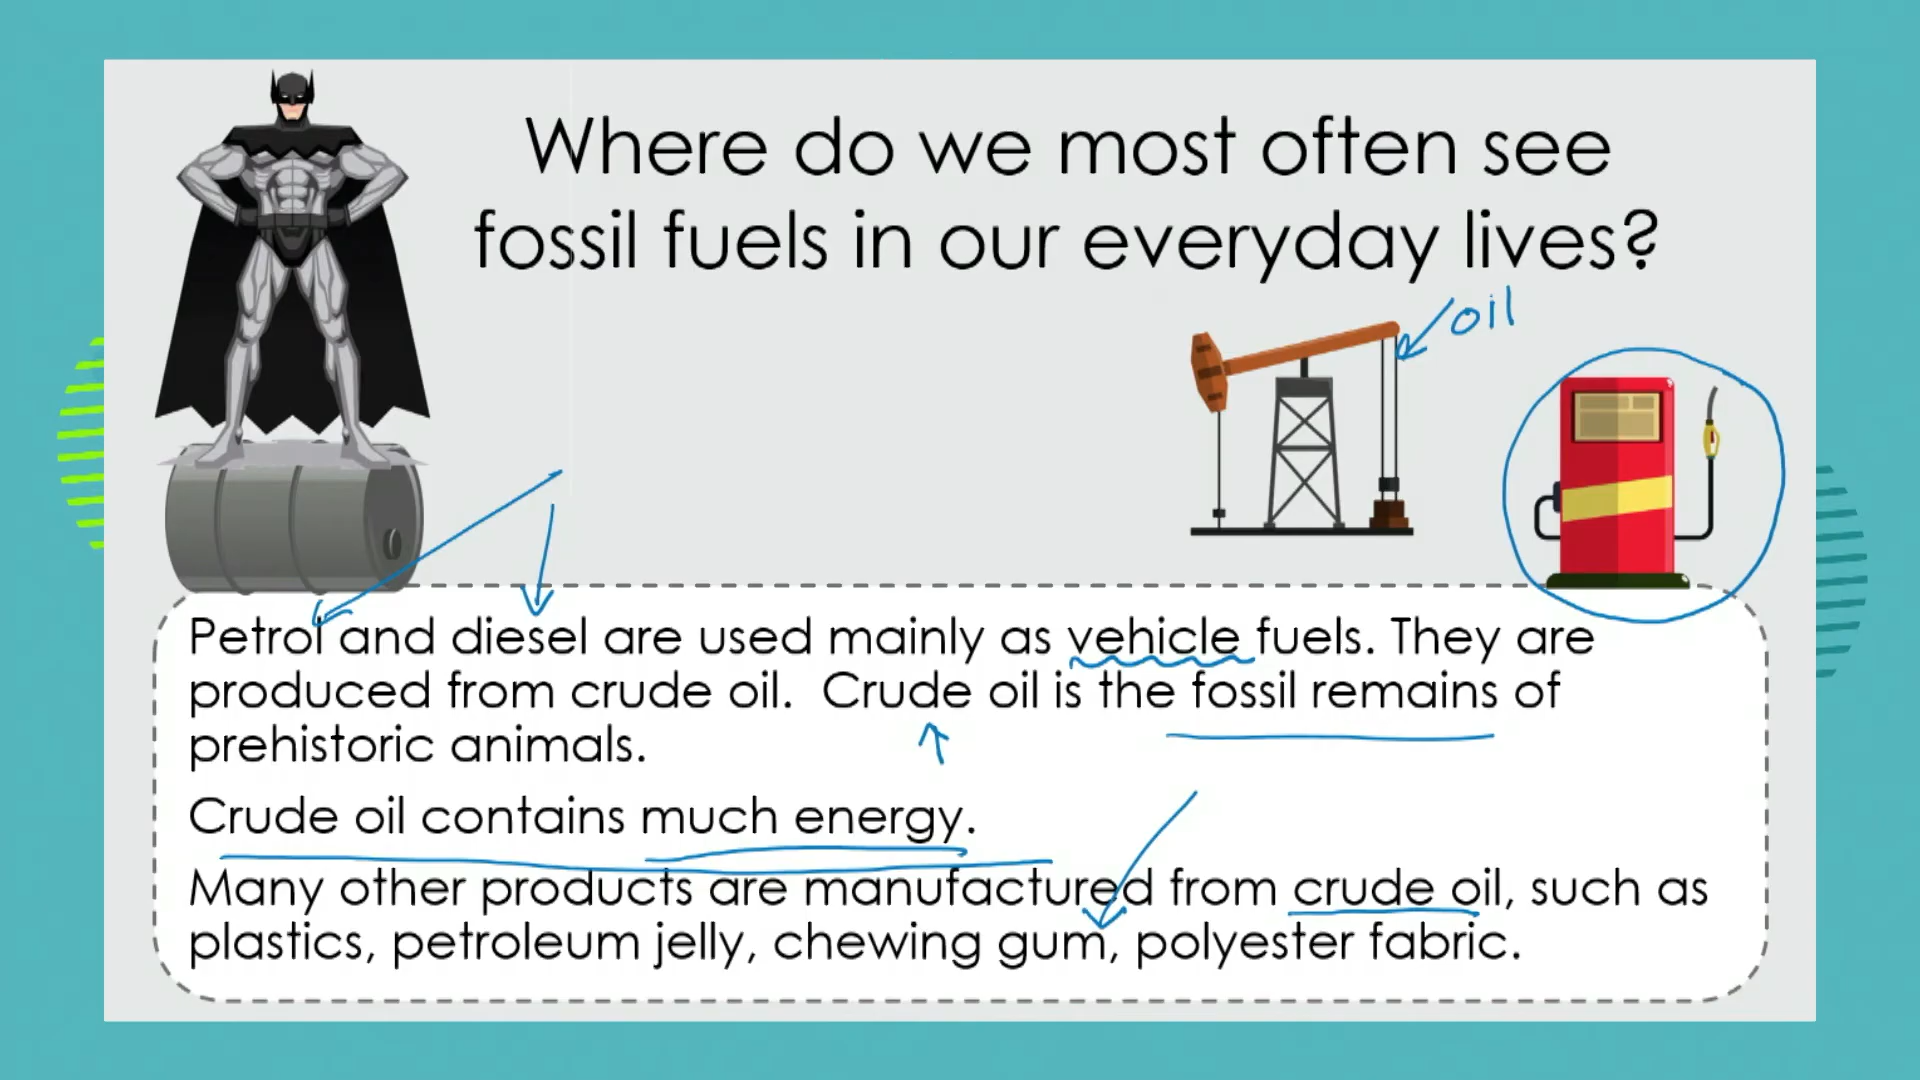 Where do we most often see
fossil fuels in our everyday lives?
oil
Petrol and diesel are used mainly as vehicle fuels. They are
produced from crude oil.  Crude oil is the fossil remains of
prehistoric animals.
Crude oil contains much energy.
Many other products are manufactured from crude oil, such as
plastics, petroleum jelly, chewing gum, polyester fabric.